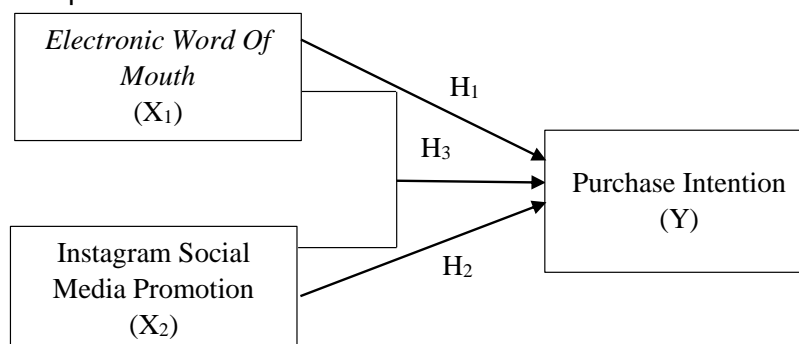 Electronic Word Of
Mouth
(X₁)
H₁
H₃
Purchase Intention
(Y)
Instagram Social
Media Promotion
(X₂)
H₂